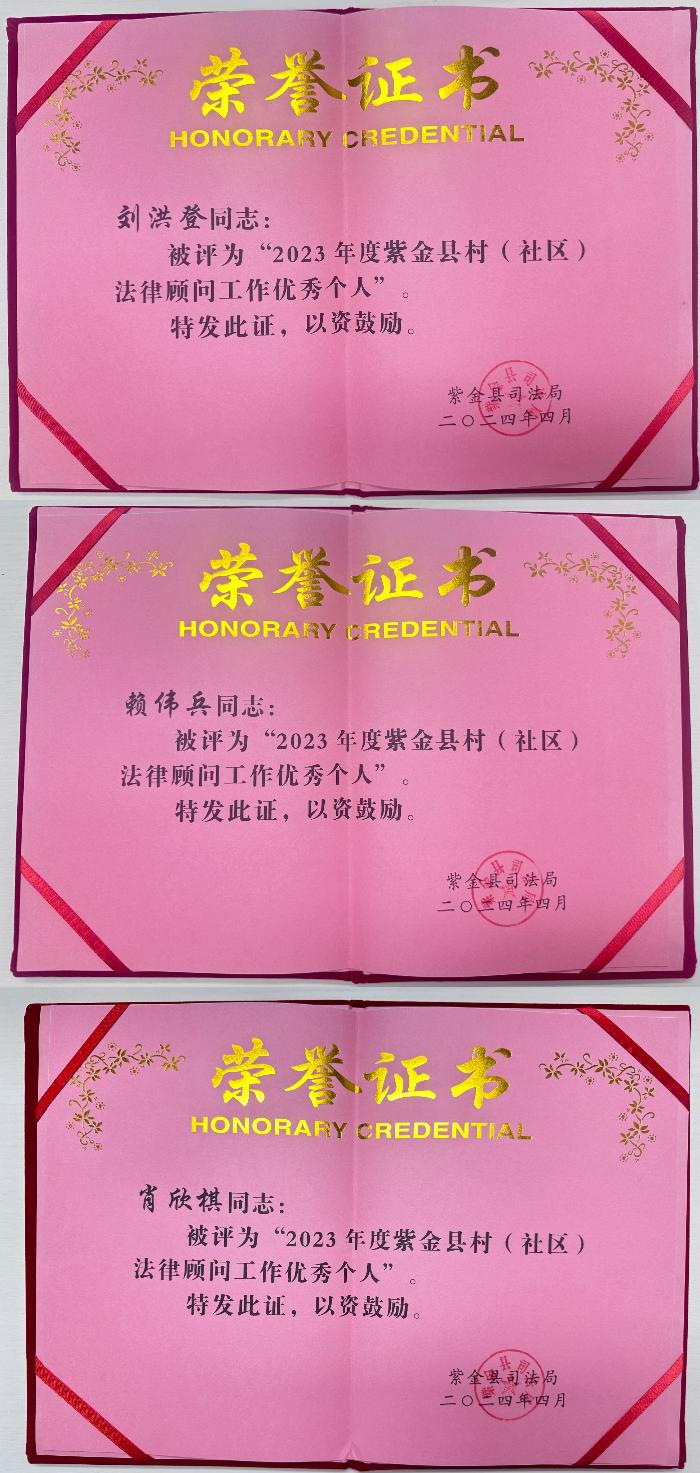 荣誉证书
HONORARY CREDENTIAL
刘洪登同志：
被评为“2023年度紫金县村（社区）
法律顾问工作优秀个人”。
特发此证，以资鼓励。
紫金县司法局
二〇二四年四月
荣誉证书
HONORARY CREDENTIAL
赖伟兵同志：
被评为“2023年度紫金县村（社区）
法律顾问工作优秀个人”。
特发此证，以资鼓励。
紫金县司法局
二〇二四年四月
荣誉证书
HONORARY CREDENTIAL
肖欣棋同志：
被评为“2023年度紫金县村（社区）
法律顾问工作优秀个人”。
特发此证，以资鼓励。
紫金县司法局
二〇二四年四月